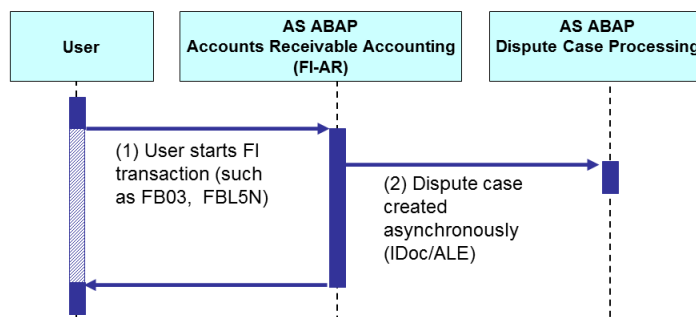 User
AS ABAP
Accounts Receivable Accounting
(FI-AR)
AS ABAP
Dispute Case Processing
(1) User starts FI
transaction (such
as FB03, FBL5N)
(2) Dispute case
created
asynchronously
(IDoc/ALE)